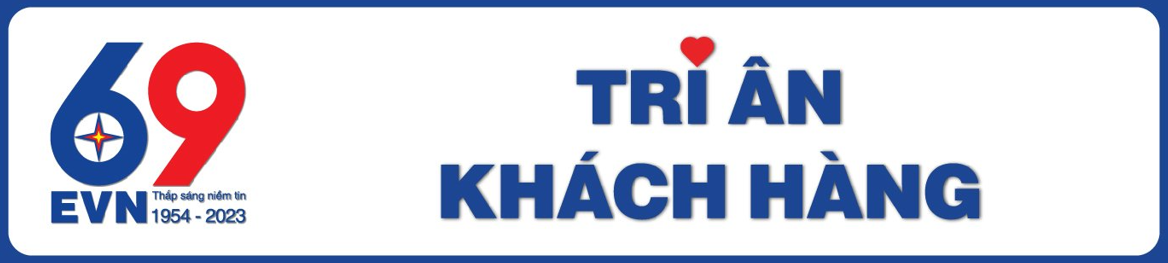 69
EVN
Thắp sáng niềm tin
1954 - 2023
TRI ÂN
KHÁCH HÀNG